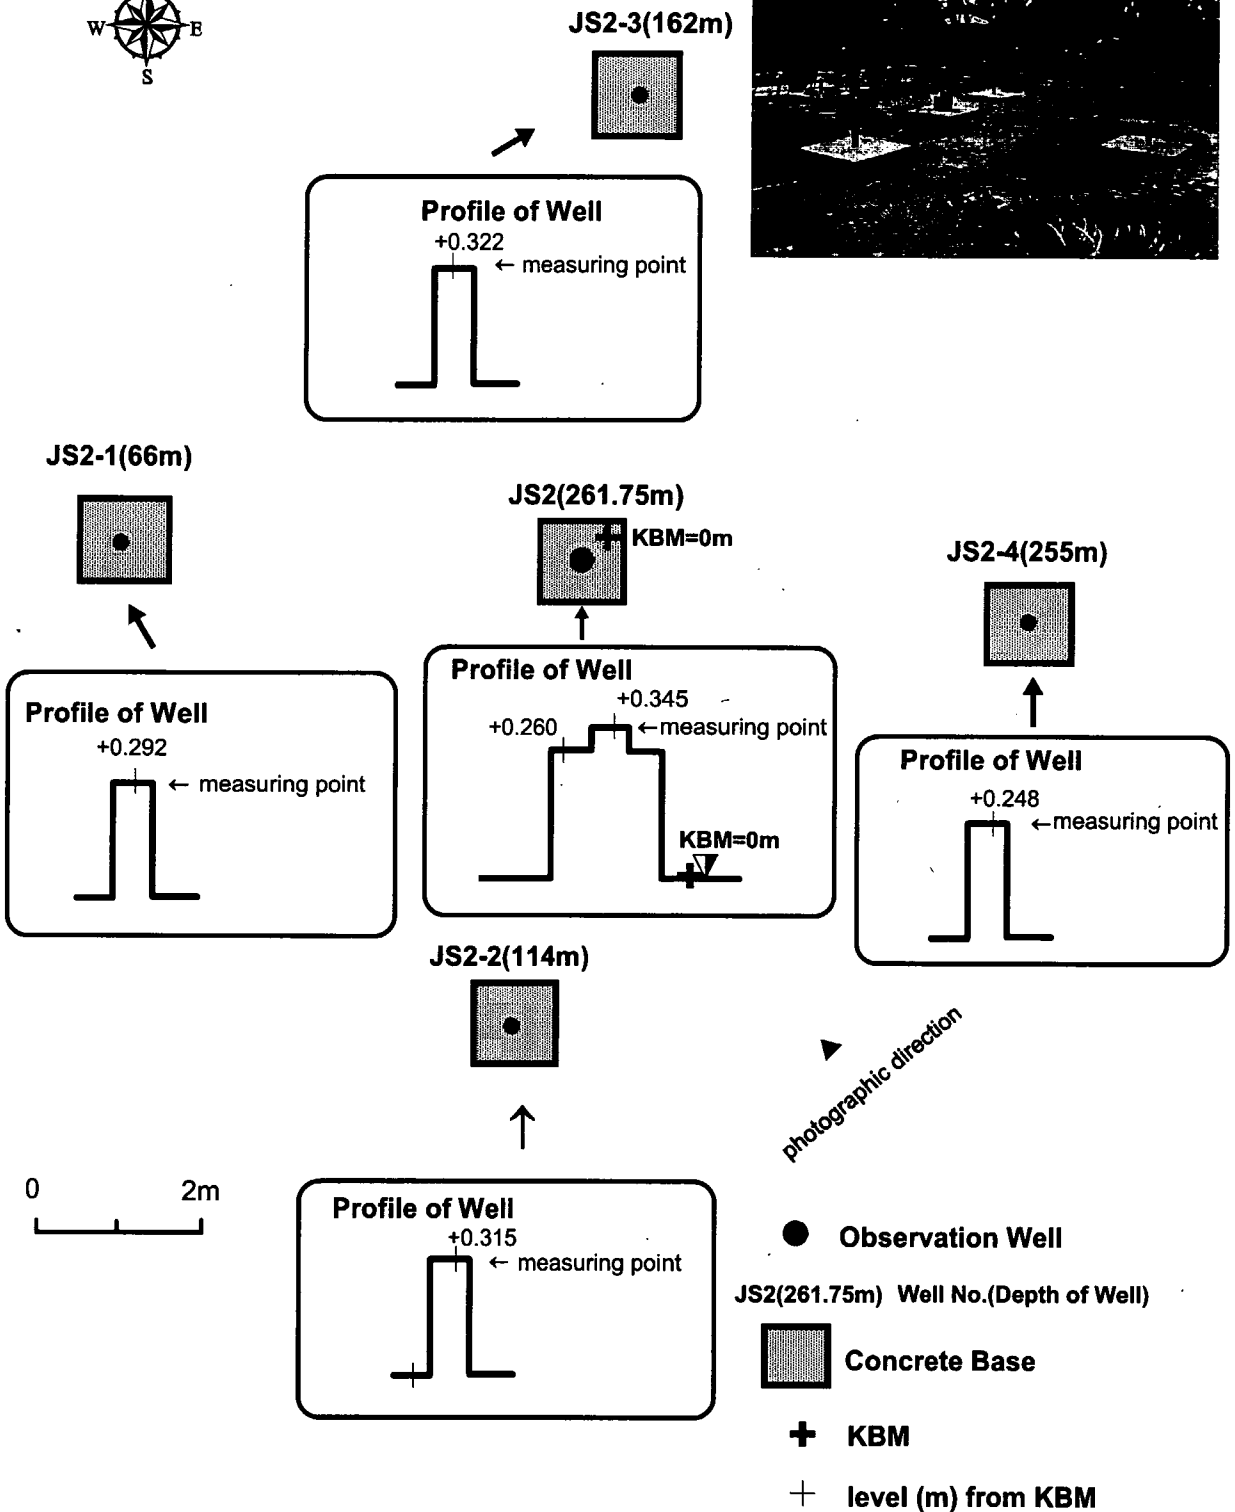 JS2-3(162m)
W
E
S
Profile of Well
+0.322
← measuring point
JS2-1(66m)
JS2(261.75m)
KBM=0m
JS2-4(255m)
Profile of Well
+0.292
← measuring point
Profile of Well
+0.345
+0.260
←measuring point
KBM=0m
Profile of Well
+0.248
←measuring point
JS2-2(114m)
photographic direction
0 2m
Profile of Well
+0.315
← measuring point
Observation Well
JS2(261.75m) Well No.(Depth of Well)
Concrete Base
KBM
level (m) from KBM